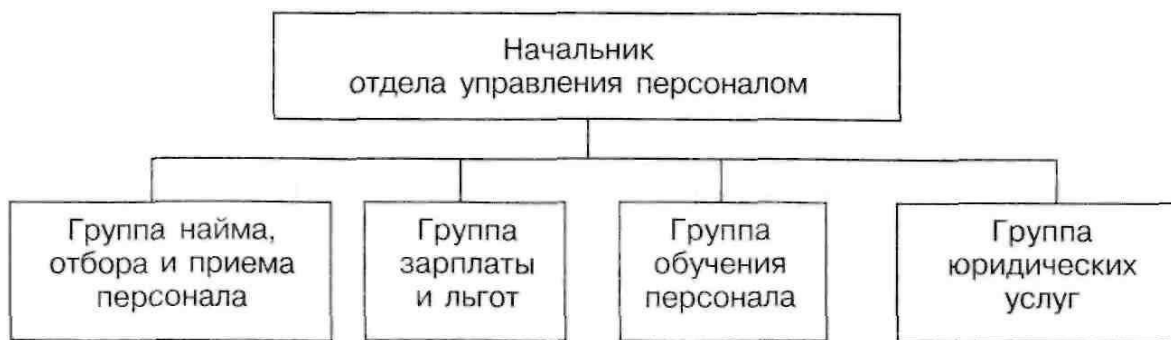 Начальник
отдела управления персоналом
Группа найма,
отбора и приема
персонала
Группа
зарплаты
и льгот
Группа
обучения
персонала
Группа
юридических
услуг